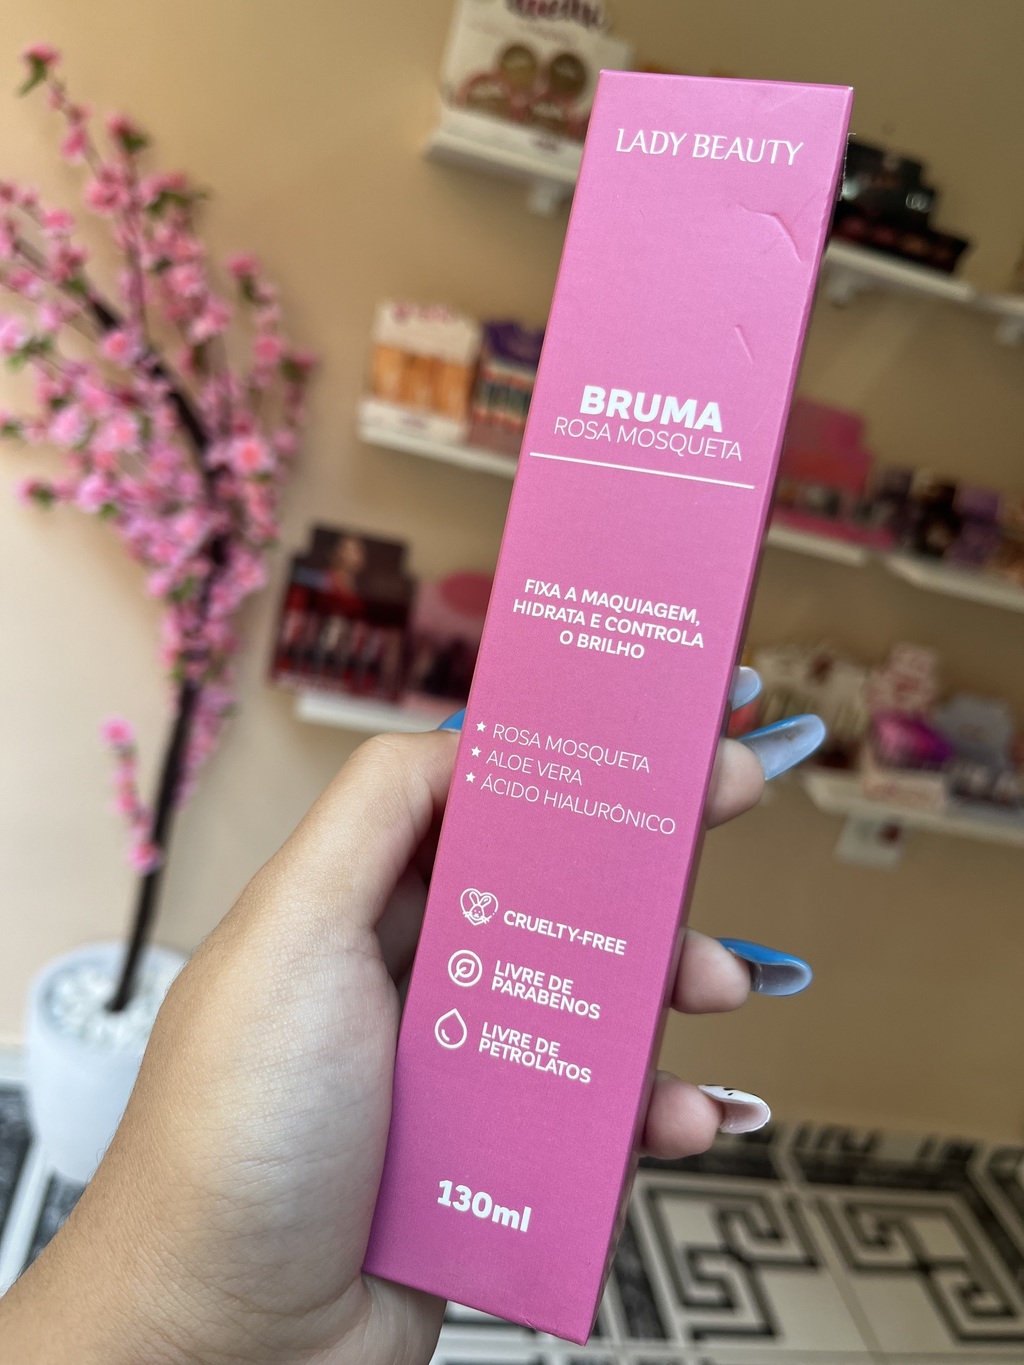 LADY BEAUTY
BRUMA
ROSA MOSQUETA
FIXA A MAQUIAGEM,
HIDRATA E CONTROLA
O BRILHO
★ ROSA MOSQUETA
★ ALOE VERA
★ ÁCIDO HIALURÔNICO
CRUELTY-FREE
LIVRE DE
PARABENOS
LIVRE DE
PETROLATOS
130ml